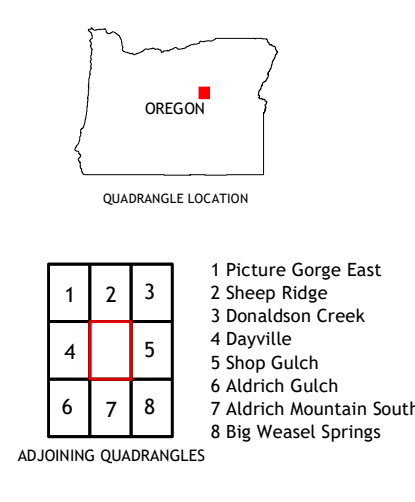 OREGON
QUADRANGLE LOCATION
1 2 3
4 5
6 7 8
ADJOINING QUADRANGLES
1 Picture Gorge East
2 Sheep Ridge
3 Donaldson Creek
4 Dayville
5 Shop Gulch
6 Aldrich Gulch
7 Aldrich Mountain South
8 Big Weasel Springs